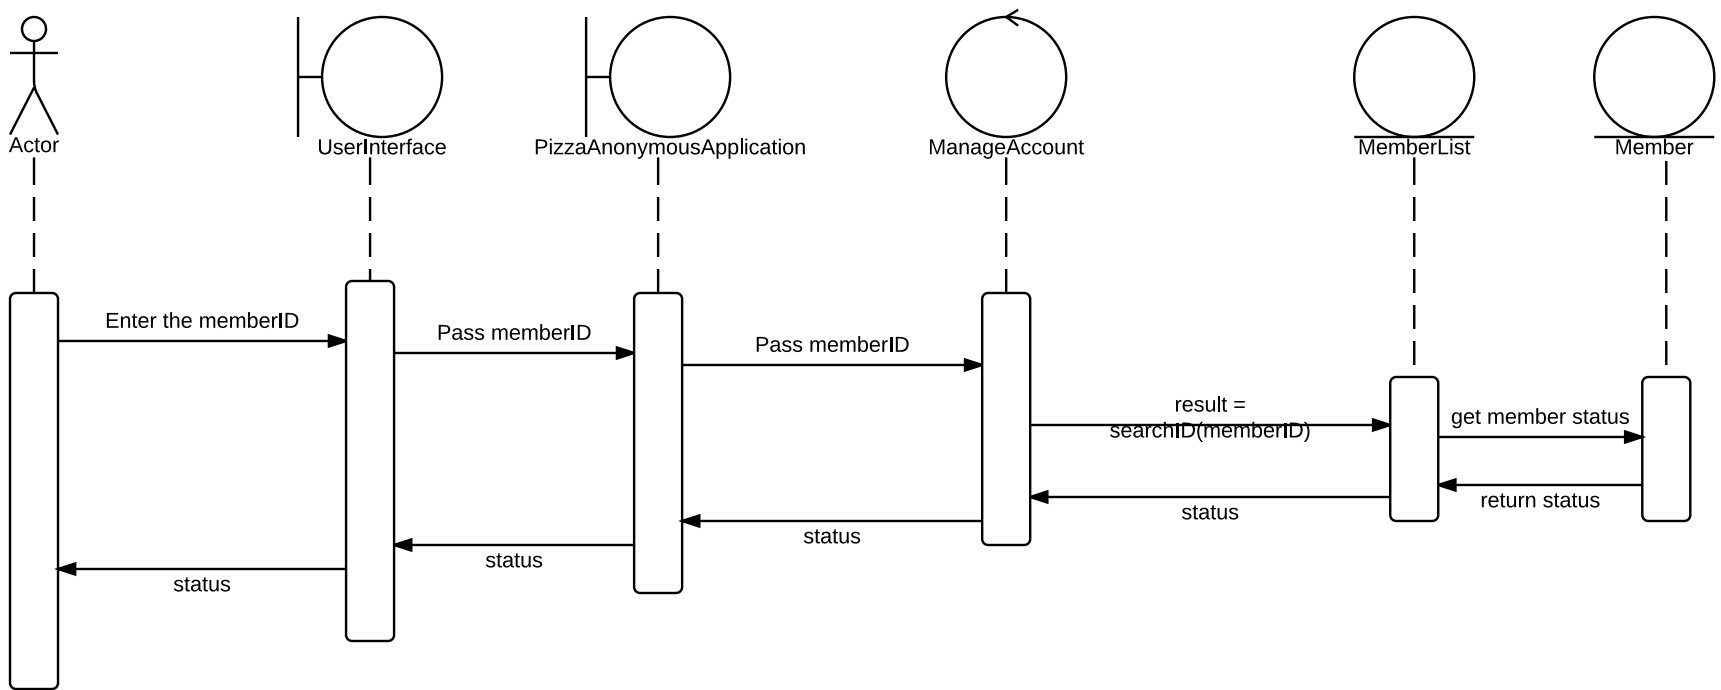 Actor
UserInterface
PizzaAnonymousApplication
ManageAccount
MemberList
Member
Enter the memberID
Pass memberID
Pass memberID
result =
searchID(memberID)
get member status
return status
status
status
status
status